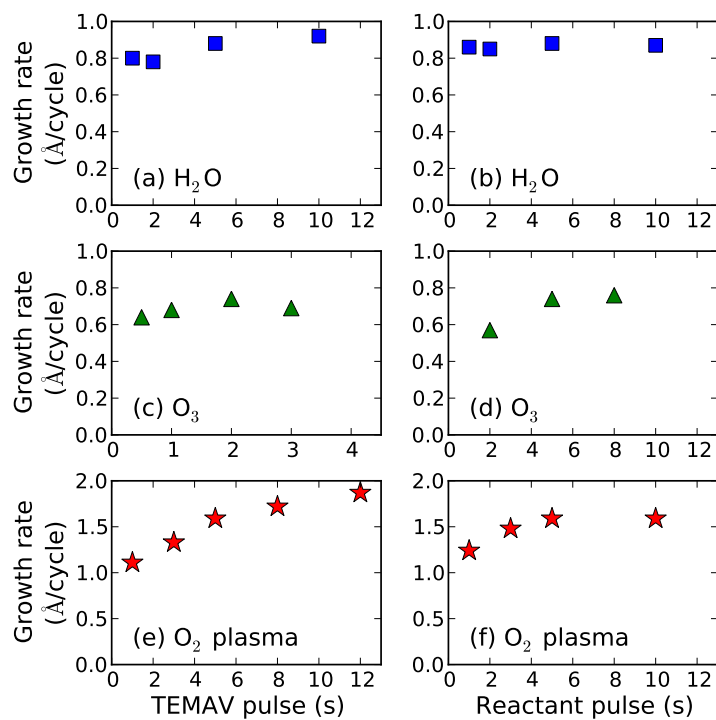 Growth rate
(Å/cycle)
1.0
0.8
0.6
0.4
0.2
0.0
(a) H₂O
0 2 4 6 8 10 12
1.0
0.8
0.6
0.4
0.2
0.0
(b) H₂O
0 2 4 6 8 10 12
Growth rate
(Å/cycle)
1.0
0.8
0.6
0.4
0.2
0.0
(c) O₃
0 1 2 3 4
1.0
0.8
0.6
0.4
0.2
0.0
(d) O₃
0 2 4 6 8 10 12
Growth rate
(Å/cycle)
2.0
1.5
1.0
0.5
0.0
(e) O₂ plasma
0 2 4 6 8 10 12
TEMAV pulse (s)
2.0
1.5
1.0
0.5
0.0
(f) O₂ plasma
0 2 4 6 8 10 12
Reactant pulse (s)